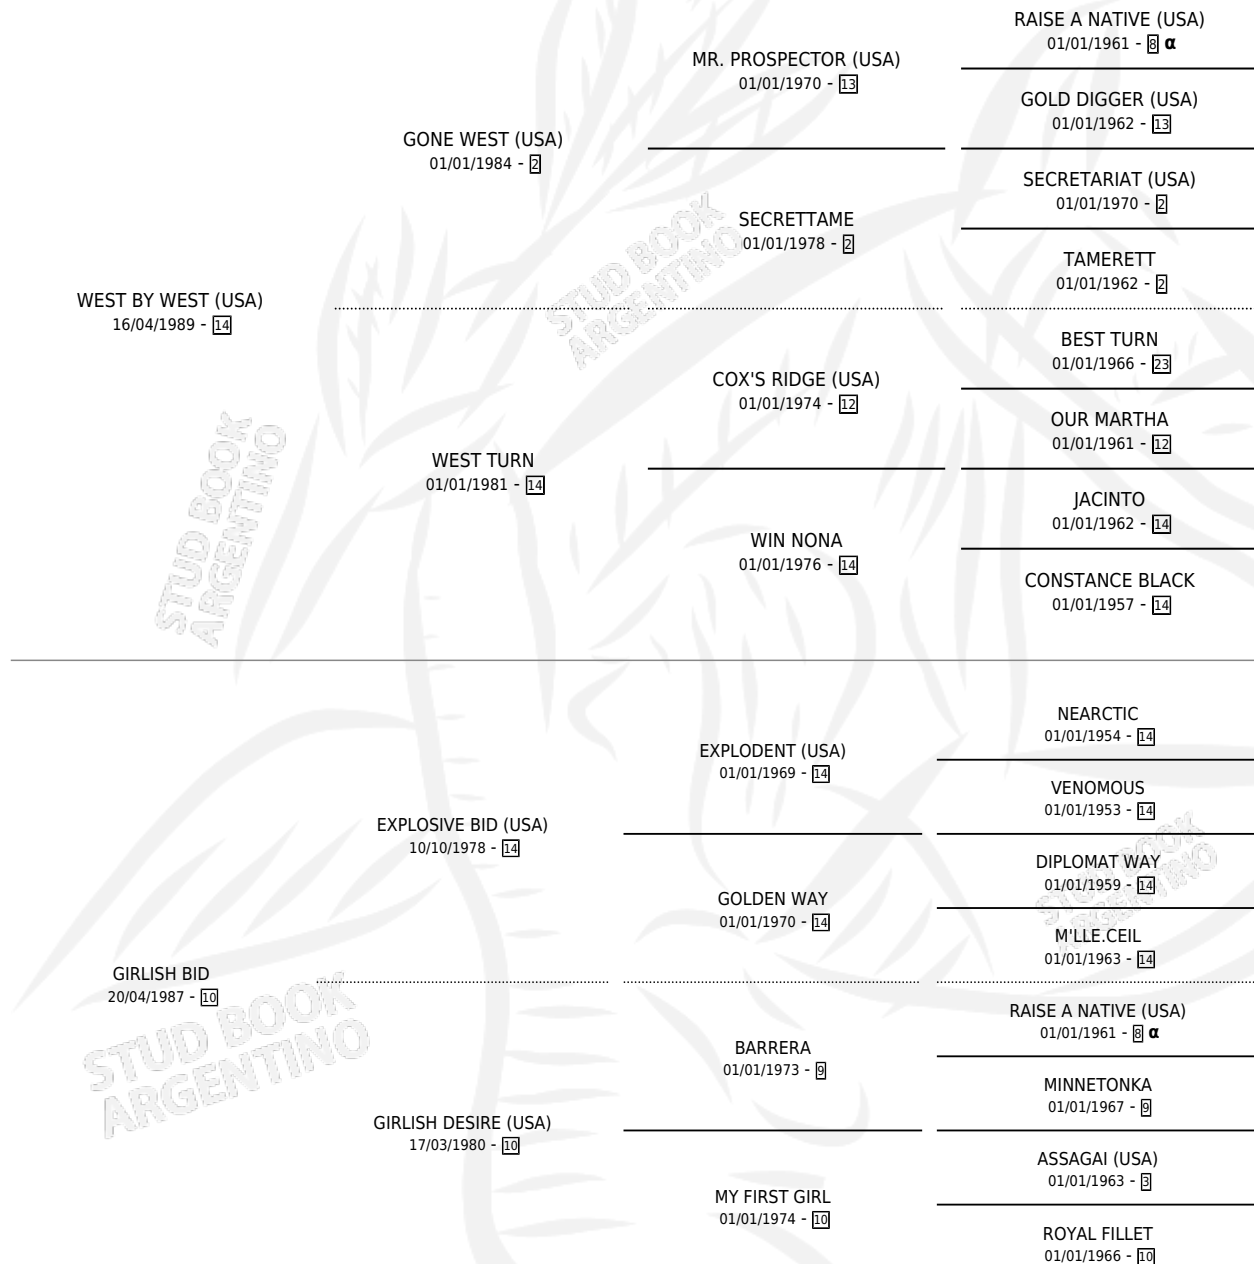 RAISE A NATIVE (USA)
01/01/1961 - 8 α
MR. PROSPECTOR (USA)
01/01/1970 - 13
GOLD DIGGER (USA)
01/01/1962 - 13
GONE WEST (USA)
01/01/1984 - 2
SECRETARIAT (USA)
01/01/1970 - 2
SECRETTAME
01/01/1978 - 2
TAMERETT
01/01/1962 - 2
WEST BY WEST (USA)
16/04/1989 - 14
BEST TURN
01/01/1966 - 23
COX'S RIDGE (USA)
01/01/1974 - 12
OUR MARTHA
01/01/1961 - 12
WEST TURN
01/01/1981 - 14
JACINTO
01/01/1962 - 14
WIN NONA
01/01/1976 - 14
CONSTANCE BLACK
01/01/1957 - 14
NEARCTIC
01/01/1954 - 14
EXPLODENT (USA)
01/01/1969 - 14
VENOMOUS
01/01/1953 - 14
EXPLOSIVE BID (USA)
10/10/1978 - 14
DIPLOMAT WAY
01/01/1959 - 14
GOLDEN WAY
01/01/1970 - 14
M'LLE.CEIL
01/01/1963 - 14
GIRLISH BID
20/04/1987 - 10
RAISE A NATIVE (USA)
01/01/1961 - 8 α
BARRERA
01/01/1973 - 9
MINNETONKA
01/01/1967 - 9
GIRLISH DESIRE (USA)
17/03/1980 - 10
ASSAGAI (USA)
01/01/1963 - 3
MY FIRST GIRL
01/01/1974 - 10
ROYAL FILLET
01/01/1966 - 10
STUD BOOK
ARGENTINO
STUD BOOK
ARGENTINO
STUD BOOK
ARGENTINO
STUD BOOK
ARGENTINO